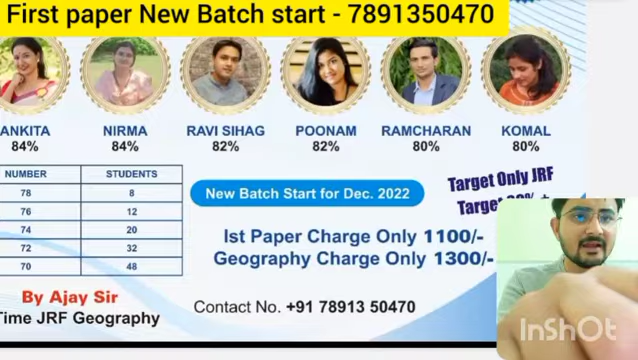 First paper New Batch start - 7891350470
ANKITA NIRMA RAVI SIHAG POONAM RAMCHARAN KOMAL
84% 84% 82% 82% 80% 80%
NUMBER STUDENTS
78 8
76 12
74 20
72 32
70 48
New Batch Start for Dec. 2022
Target Only JRF
Target
Ist Paper Charge Only 1100/-
Geography Charge Only 1300/-
By Ajay Sir
Time JRF Geography
Contact No. +91 78913 50470
InShOt